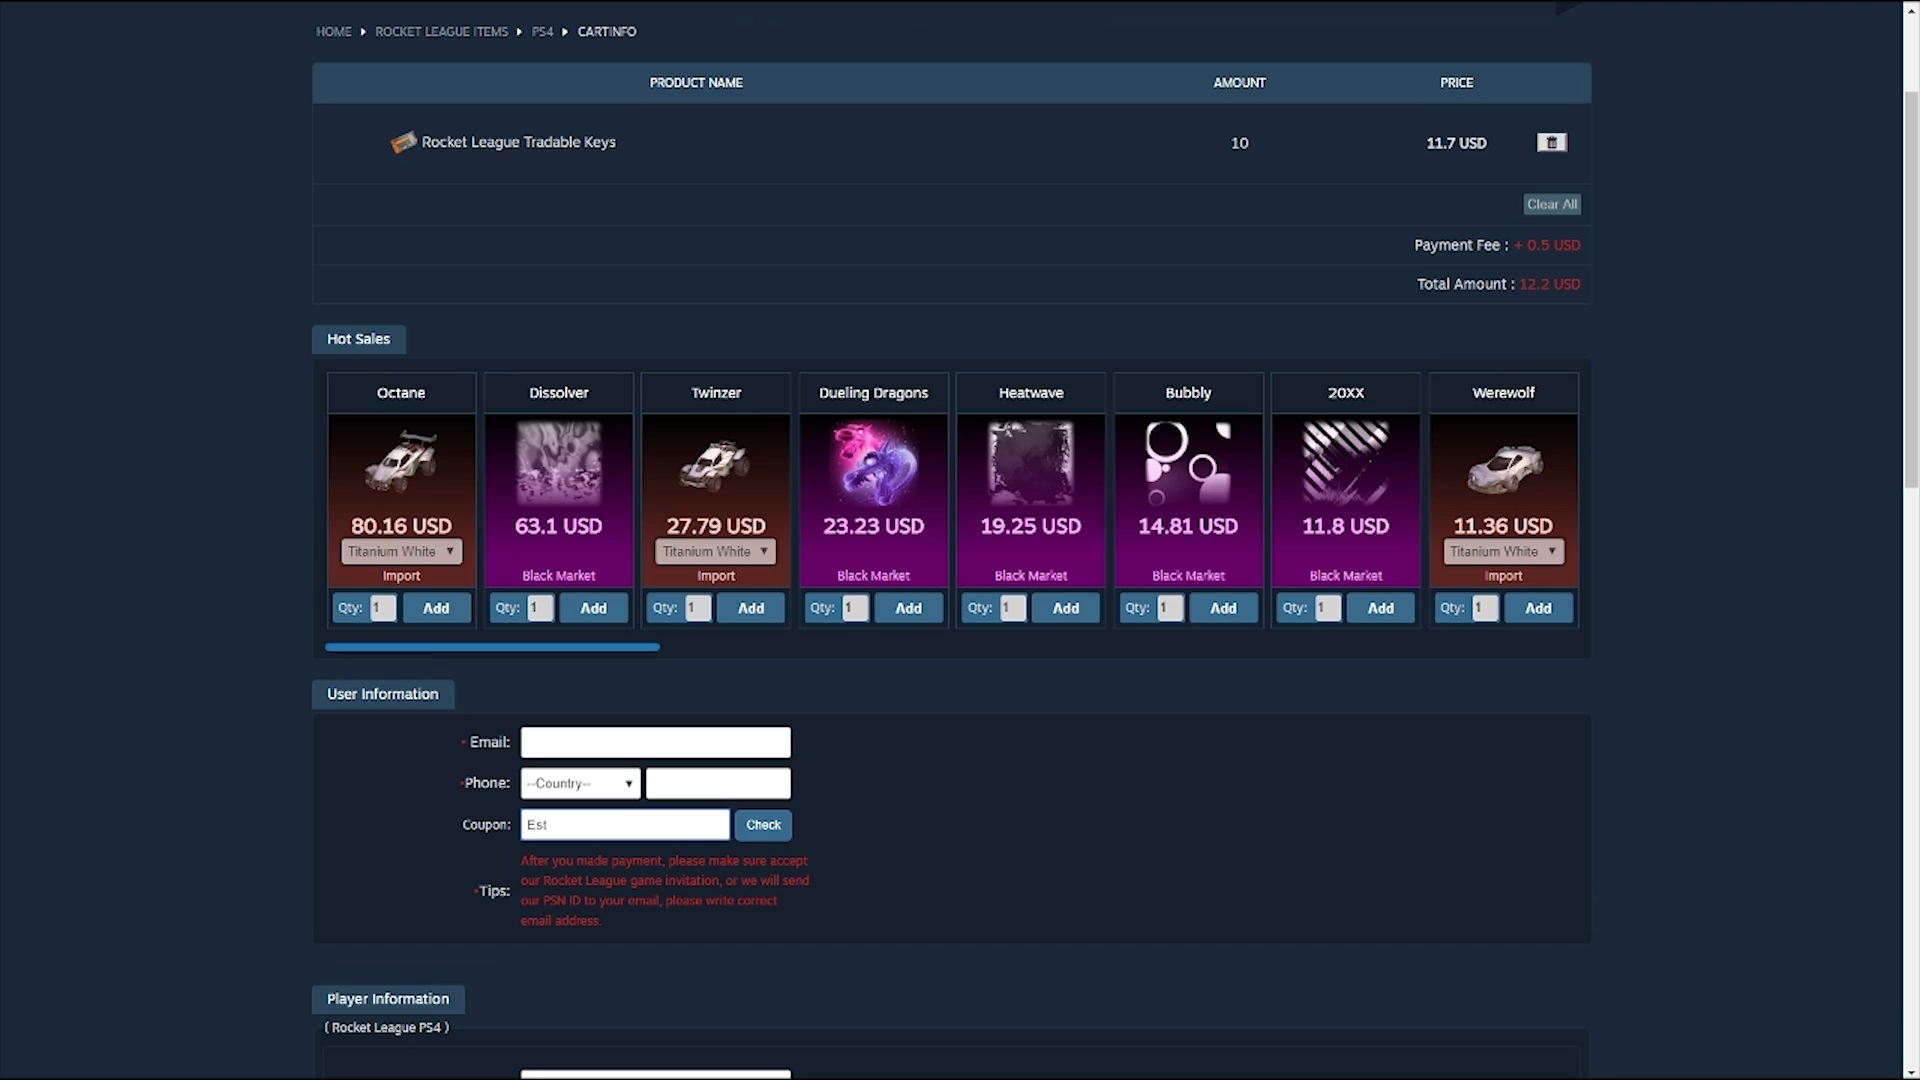 HOME ROCKET LEAGUE ITEMS PS4 CARTINFO
PRODUCT NAME AMOUNT PRICE
Rocket League Tradable Keys 10 11.7 USD
Clear All
Payment Fee : + 0.5 USD
Total Amount : 12.2 USD
Hot Sales
Octane Dissolver Twinzer Dueling Dragons Heatwave Bubbly 20XX Werewolf
80.16 USD 63.1 USD 27.79 USD 23.23 USD 19.25 USD 14.81 USD 11.8 USD 11.36 USD
Titanium White Titanium White Titanium White
Import Black Market Import Black Market Black Market Black Market Black Market Import
Qty: 1 Add Qty: 1 Add Qty: 1 Add Qty: 1 Add Qty: 1 Add Qty: 1 Add Qty: 1 Add Qty: 1 Add
User Information
* Email:
*Phone: --Country--
Coupon: Est Check
*Tips: After you made payment, please make sure accept
our Rocket League game invitation, or we will send
our PSN ID to your email, please write correct
email address.
Player Information
( Rocket League PS4 )